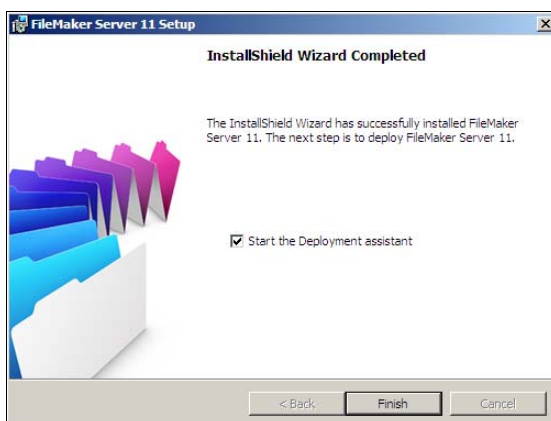 FileMaker Server 11 Setup
InstallShield Wizard Completed
The InstallShield Wizard has successfully installed FileMaker
Server 11. The next step is to deploy FileMaker Server 11.
Start the Deployment assistant
< Back
Finish
Cancel